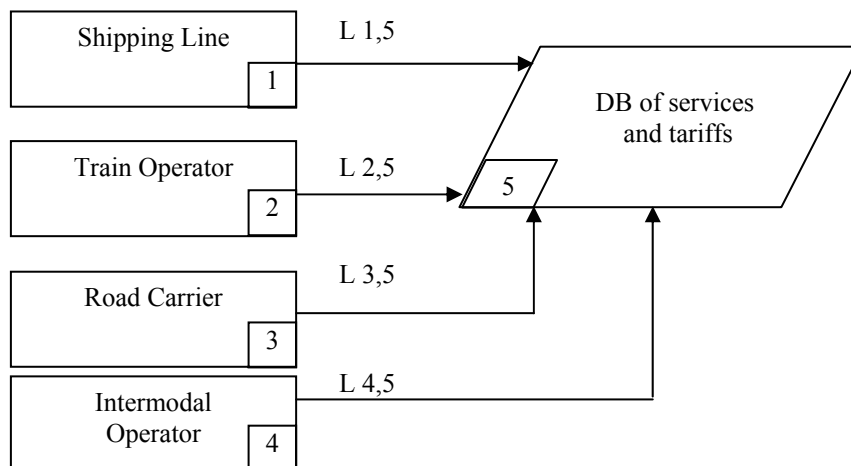 Shipping Line
1
L 1,5
DB of services
and tariffs
5
Train Operator
2
L 2,5
Road Carrier
3
L 3,5
Intermodal
Operator
4
L 4,5